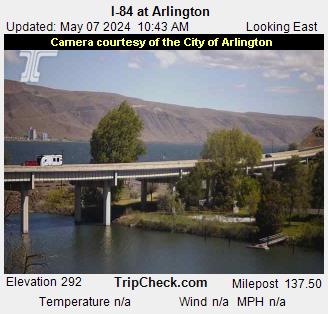 I-84 at Arlington
Updated: May 07 2024 10:43 AM Looking East
Camera courtesy of the City of Arlington
Elevation 292 TripCheck.com Milepost 137.50
Temperature n/a Wind n/a MPH n/a